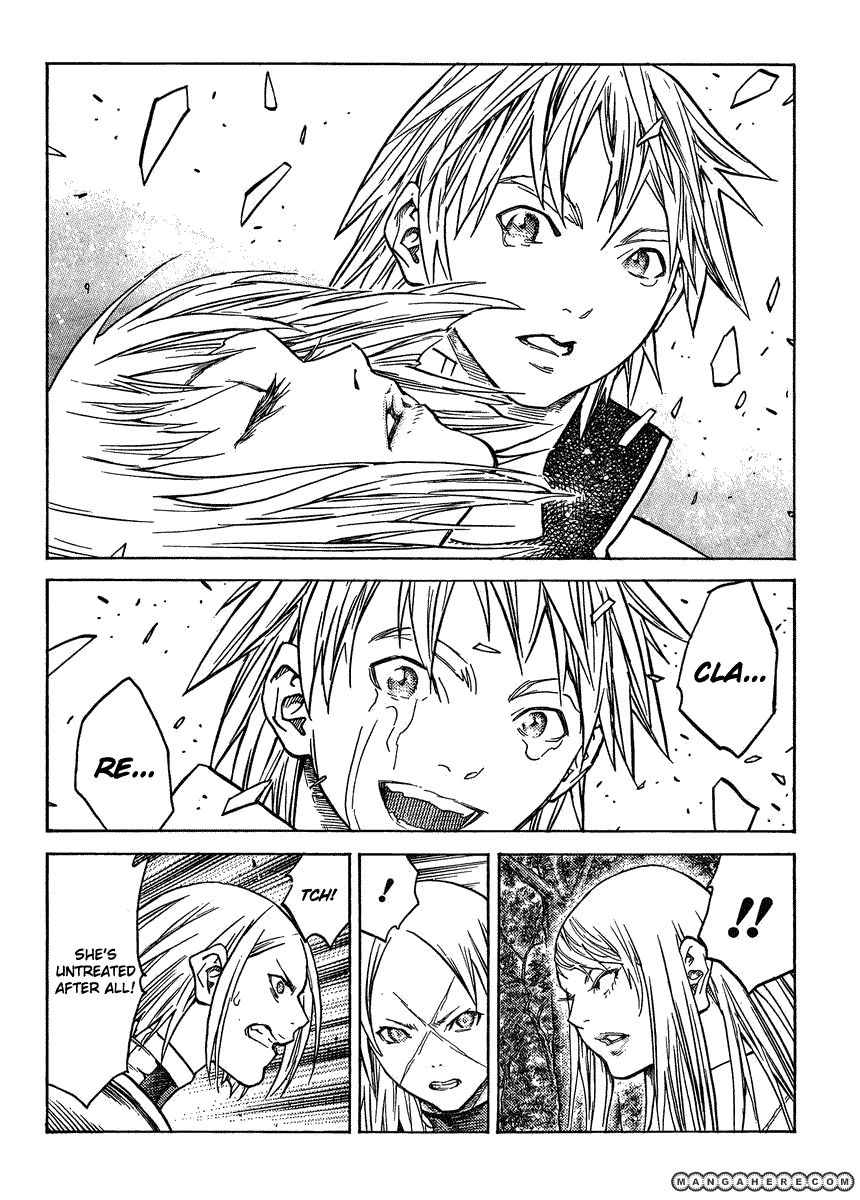 CLA...
RE...
!!
!
TCH!
SHE'S
UNTREATED
AFTER ALL!
MANGAHERE.COM